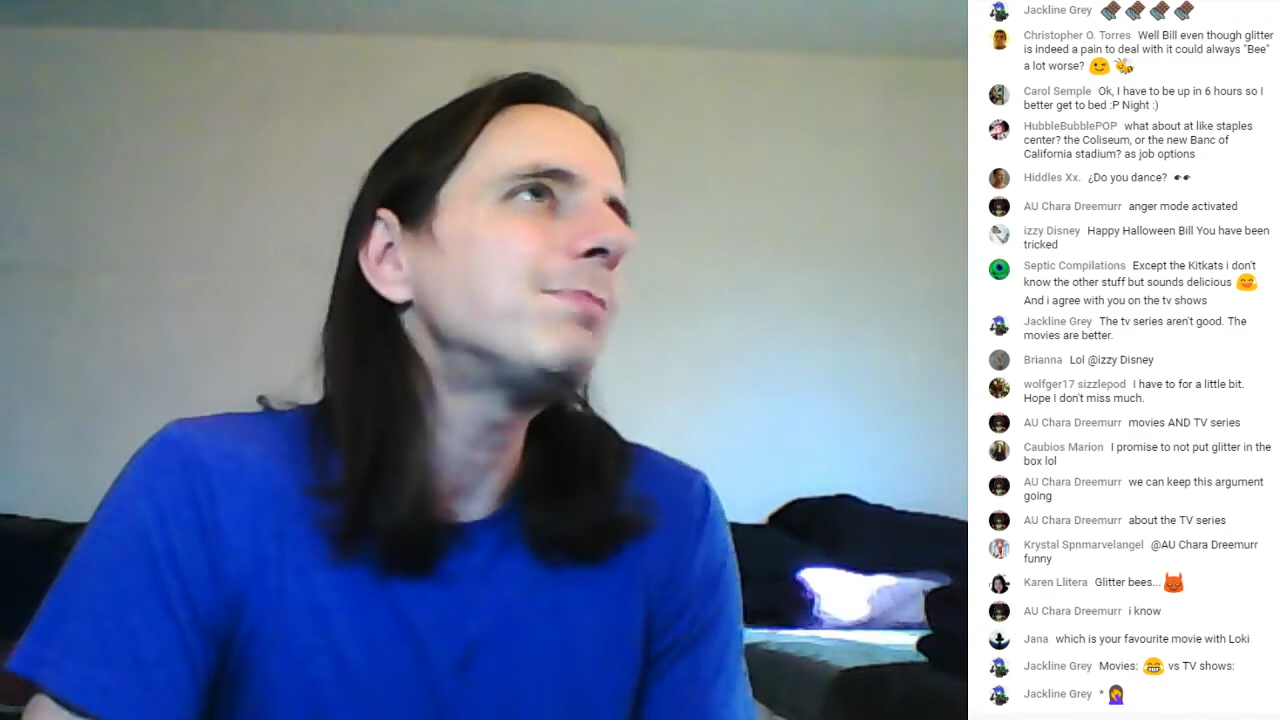 Jackline Grey
Christopher O. Torres Well Bill even though glitter
is indeed a pain to deal with it could always "Bee"
a lot worse?
Carol Semple Ok, I have to be up in 6 hours so I
better get to bed :P Night :)
HubbleBubblePOP what about at like staples
center? the Coliseum, or the new Banc of
California stadium? as job options
Hiddles Xx. ¿Do you dance?
AU Chara Dreemurr anger mode activated
izzy Disney Happy Halloween Bill You have been
tricked
Septic Compilations Except the Kitkats i don't
know the other stuff but sounds delicious
And i agree with you on the tv shows
Jackline Grey The tv series aren't good. The
movies are better.
Brianna Lol @izzy Disney
wolfger17 sizzlepod I have to for a little bit.
Hope I don't miss much.
AU Chara Dreemurr movies AND TV series
Caubios Marion I promise to not put glitter in the
box lol
AU Chara Dreemurr we can keep this argument
going
AU Chara Dreemurr about the TV series
Krystal Spnmarvelangel @AU Chara Dreemurr
funny
Karen Llitera Glitter bees...
AU Chara Dreemurr i know
Jana which is your favourite movie with Loki
Jackline Grey Movies: 😂 vs TV shows:
Jackline Grey * 🤦‍♀️